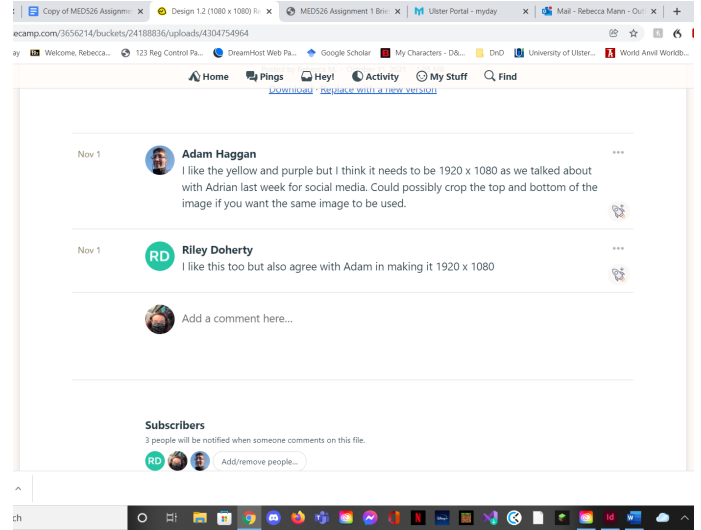 Copy of MED526 Assignme
Design 1.2 (1080 x 1080) Re
MED526 Assignment 1 Brief
Ulster Portal - myday
Mail - Rebecca Mann - Out
ecamp.com/3656214/buckets/24188836/uploads/4304754964
ay
Welcome, Rebecca...
123 Reg Control Pa...
DreamHost Web Pa...
Google Scholar
My Characters - D&...
DnD
University of Ulster...
World Anvil Worldb...
Home
Pings
Hey!
Activity
My Stuff
Find
Download · Replace with a new version
Nov 1
Adam Haggan
I like the yellow and purple but I think it needs to be 1920 x 1080 as we talked about
with Adrian last week for social media. Could possibly crop the top and bottom of the
image if you want the same image to be used.
Nov 1
RD
Riley Doherty
I like this too but also agree with Adam in making it 1920 x 1080
Add a comment here...
Subscribers
3 people will be notified when someone comments on this file.
RD
Add/remove people...
ch